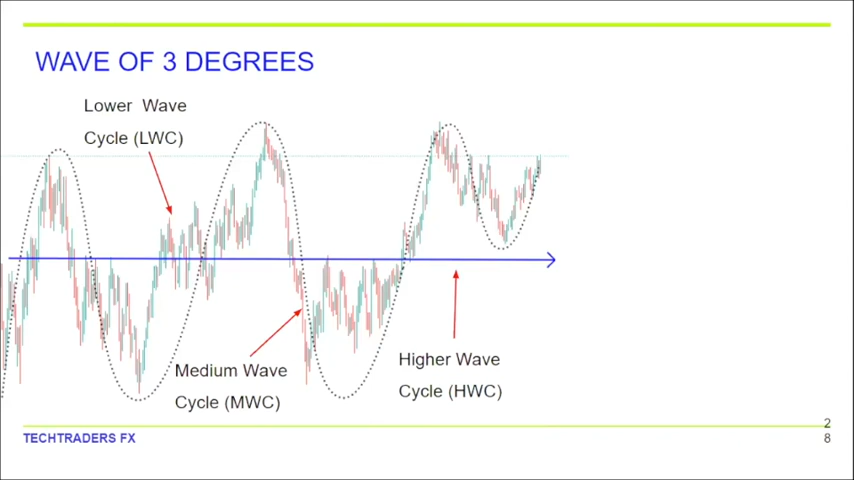 WAVE OF 3 DEGREES
Lower Wave
Cycle (LWC)
Medium Wave
Cycle (MWC)
Higher Wave
Cycle (HWC)
TECHTRADERS FX
2
8